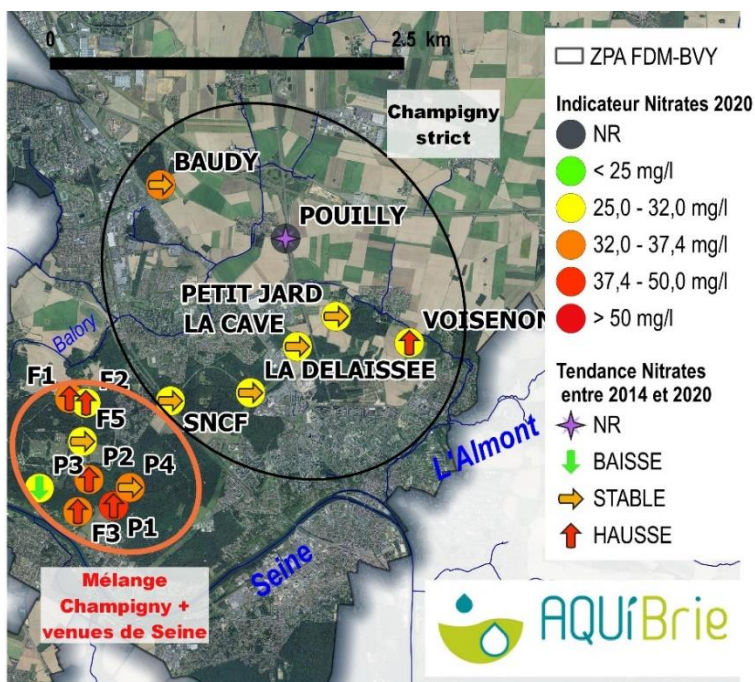 0 2.5 km
Champigny
strict
BAUDY
POUILLY
PETIT JARD
LA CAVE
VOISENON
LA DELAISSEE
Balory
F1
F2
F5
SNCF
L'Almont
P3
P2
P4
F3
P1
Seine
Mélange
Champigny +
venues de Seine
ZPA FDM-BVY
Indicateur Nitrates 2020
NR
< 25 mg/l
25,0 - 32,0 mg/l
32,0 - 37,4 mg/l
37,4 - 50,0 mg/l
> 50 mg/l
Tendance Nitrates
entre 2014 et 2020
NR
BAISSE
STABLE
HAUSSE
AQUiBrie